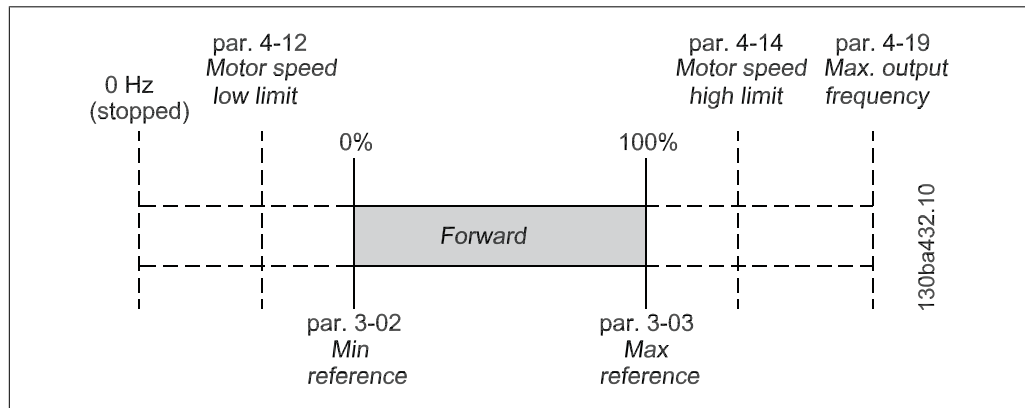 par. 4-12
Motor speed
low limit
par. 4-14
Motor speed
high limit
par. 4-19
Max. output
frequency
0 Hz
(stopped)
0%
100%
Forward
130ba432.10
par. 3-02
Min
reference
par. 3-03
Max
reference